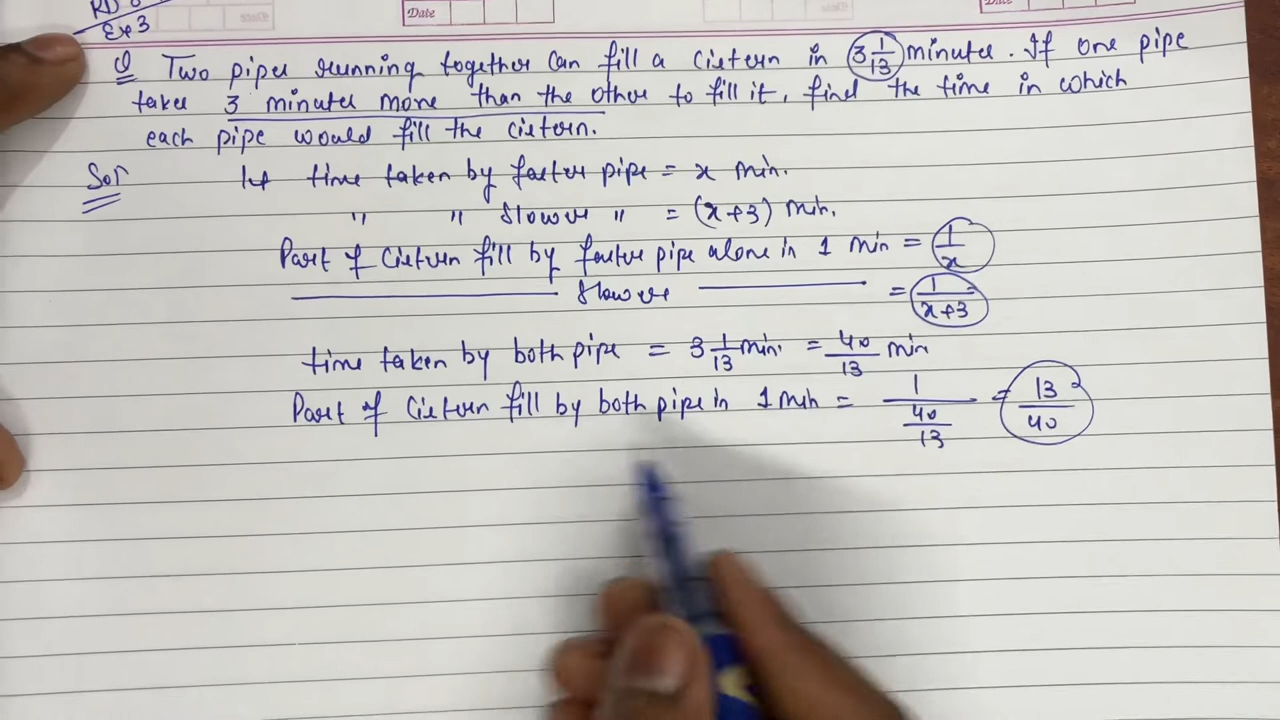 RD
Ex 3
Date
Q Two pipes running together can fill a cistern in 3 1/13 minutes. If one pipe
takes 3 minutes more than the other to fill it, find the time in which
each pipe would fill the cistern.
Sol let time taken by faster pipe = x min.
" " slower " = (x+3) min.
Part of Cistern fill by faster pipe alone in 1 min = 1/x
——— Slower ——— = 1/(x+3)
time taken by both pipe = 3 1/13 min. = 40/13 min
Part of Cistern fill by both pipe in 1 min = 1/(40/13) = 13/40